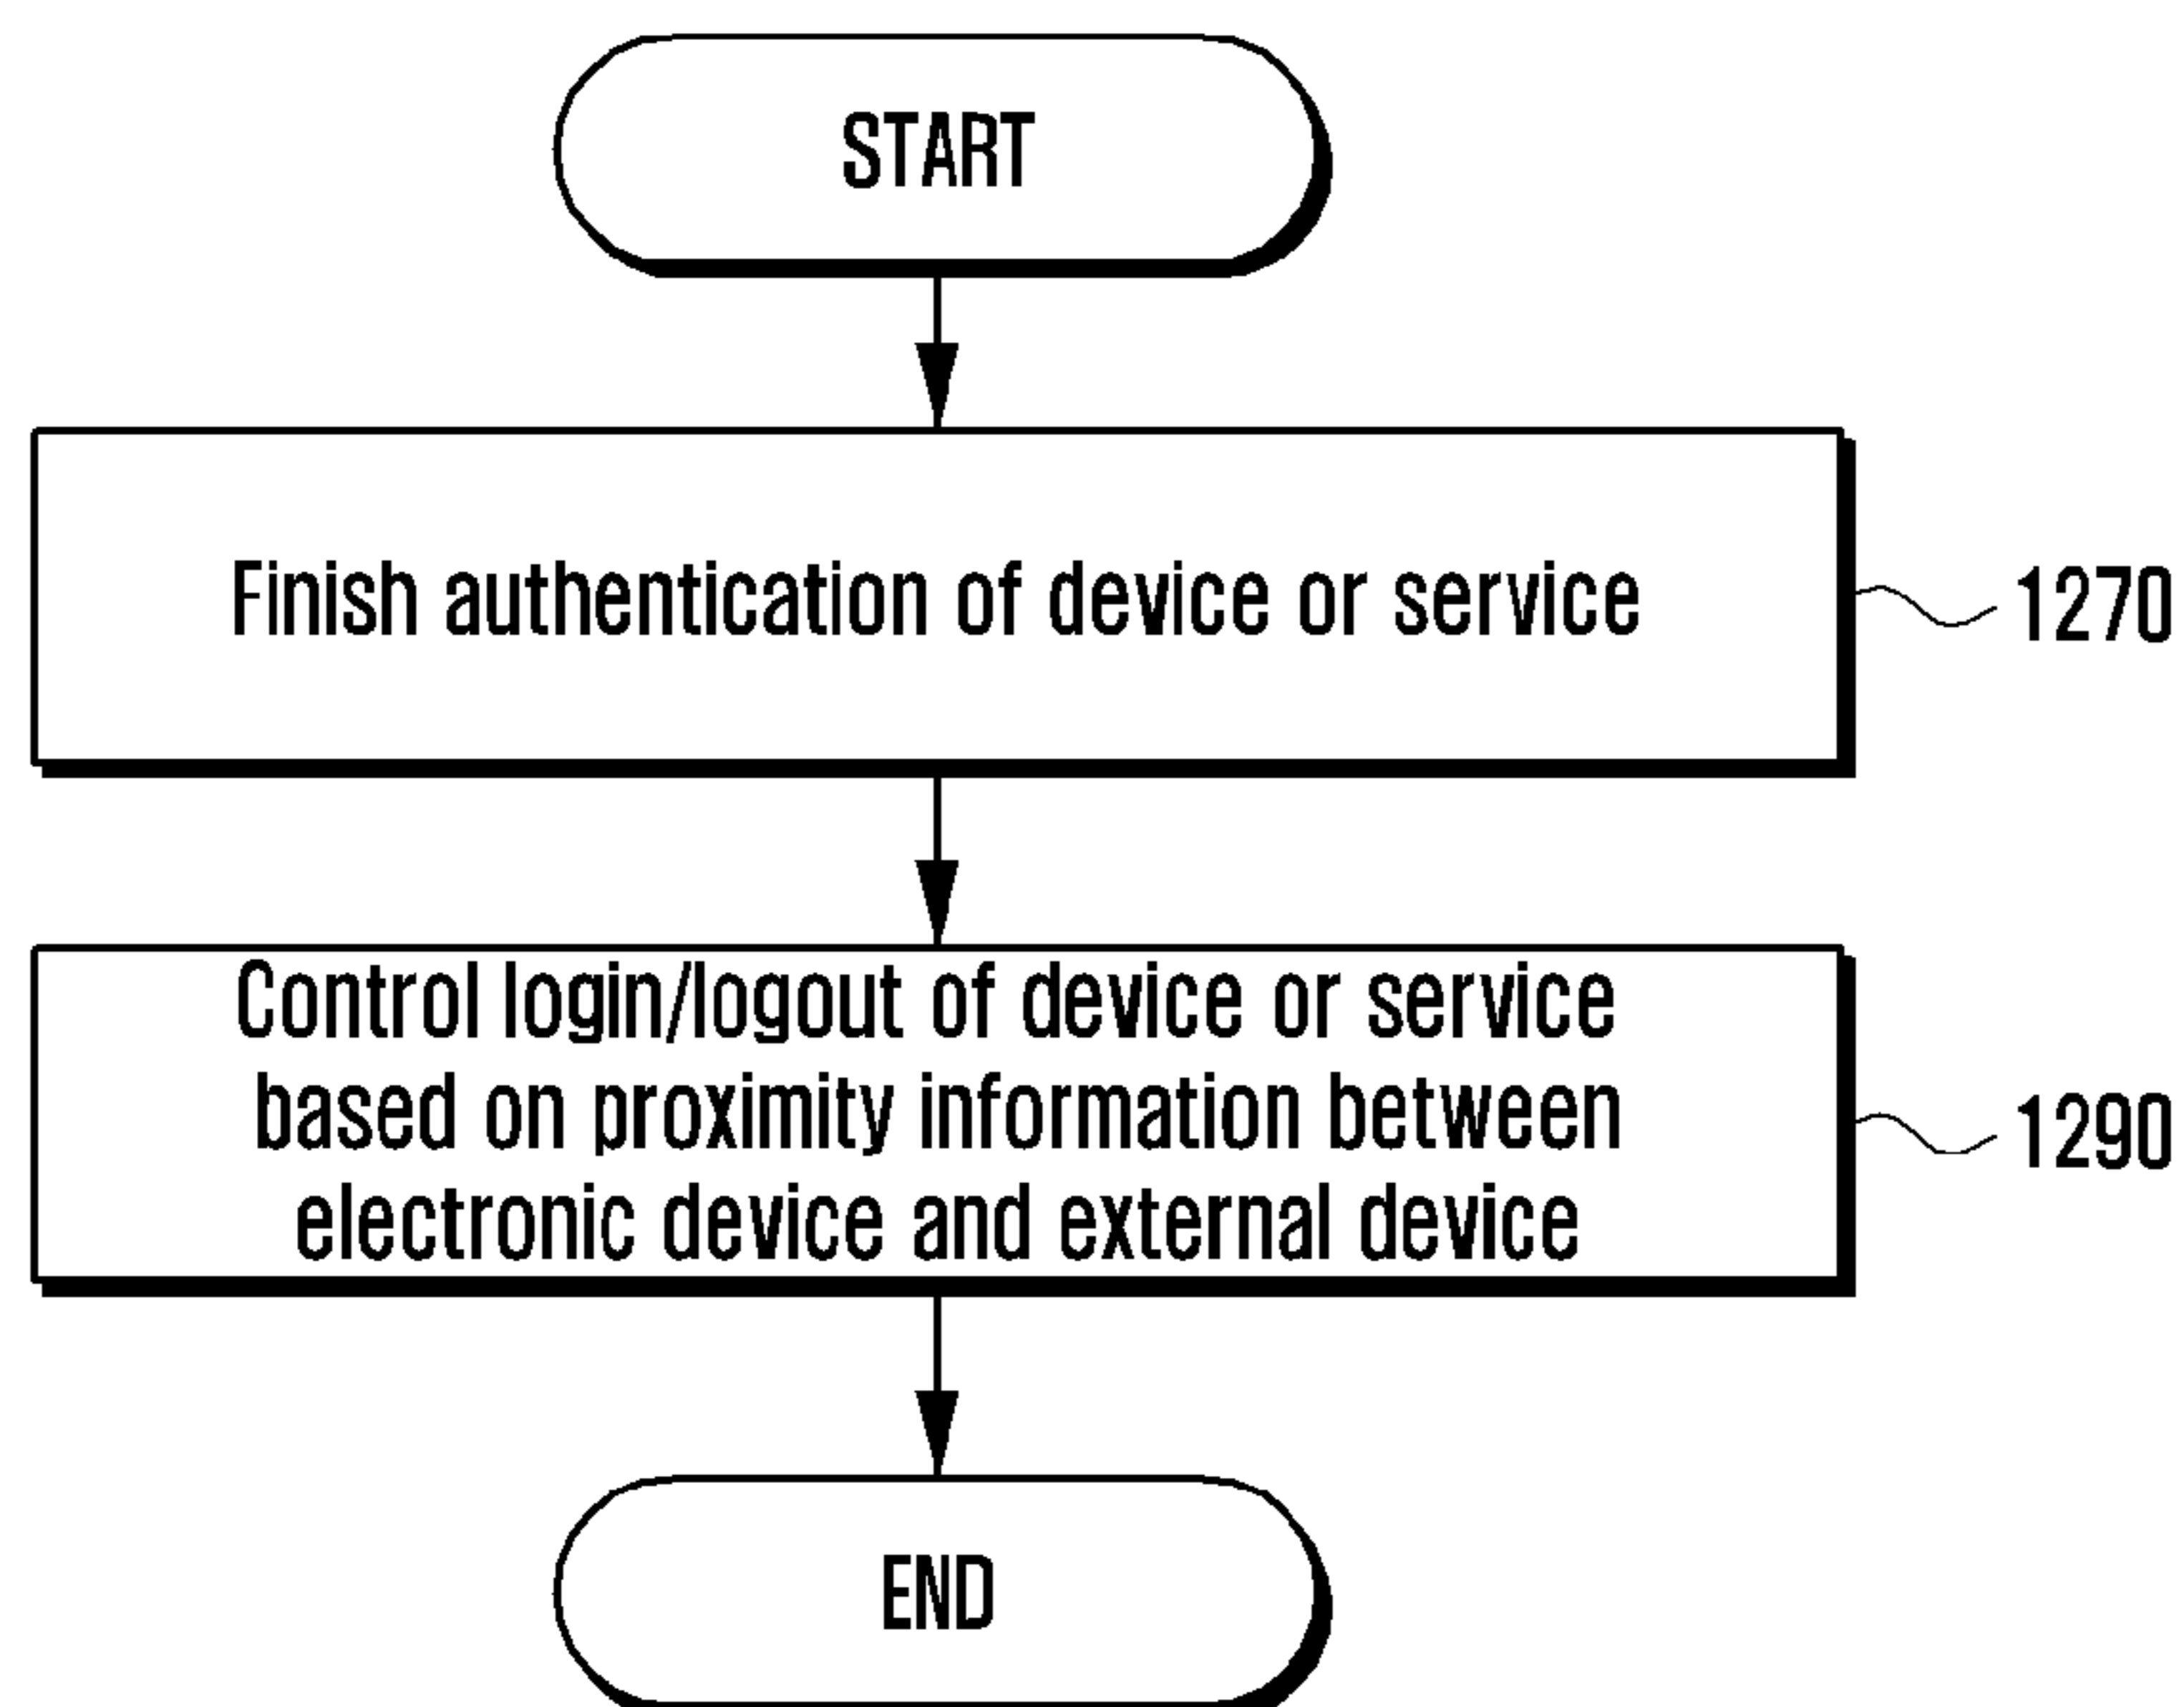 START
Finish authentication of device or service
1270
Control login/logout of device or service
based on proximity information between
electronic device and external device
1290
END